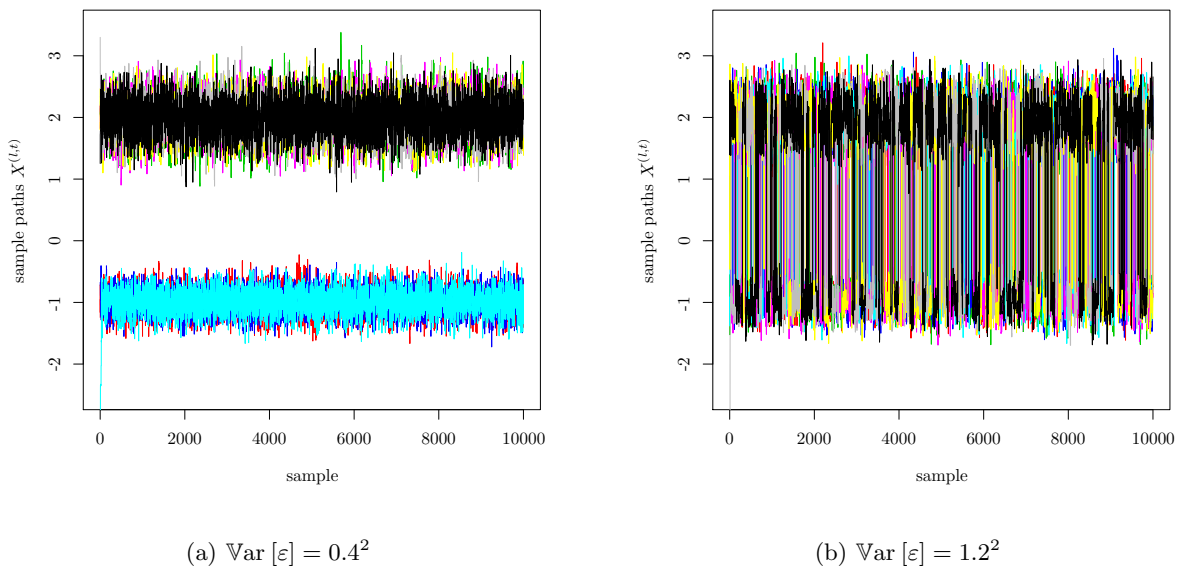 3
2
1
0
-1
-2
sample paths X^{(l,t)}
0 2000 4000 6000 8000 10000
sample
(a) 𝕍ar [ε] = 0.4²
3
2
1
0
-1
-2
sample paths X^{(l,t)}
0 2000 4000 6000 8000 10000
sample
(b) 𝕍ar [ε] = 1.2²